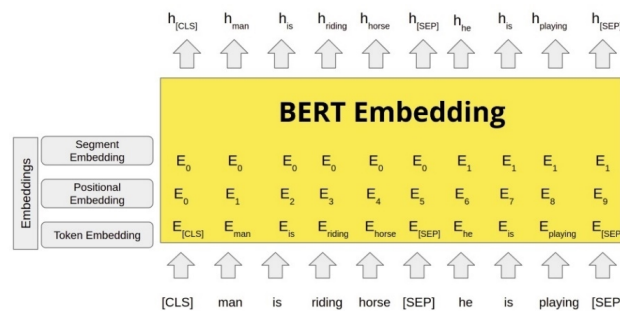 h[CLS] hman his hriding hhorse h[SEP] hhe his hplaying h[SEP]
BERT Embedding
Embeddings
Segment Embedding E0 E0 E0 E0 E0 E0 E1 E1 E1 E1
Positional Embedding E0 E1 E2 E3 E4 E5 E6 E7 E8 E9
Token Embedding E[CLS] Eman Eis Eriding Ehorse E[SEP] Ehe Eis Eplaying E[SEP]
[CLS] man is riding horse [SEP] he is playing [SEP]